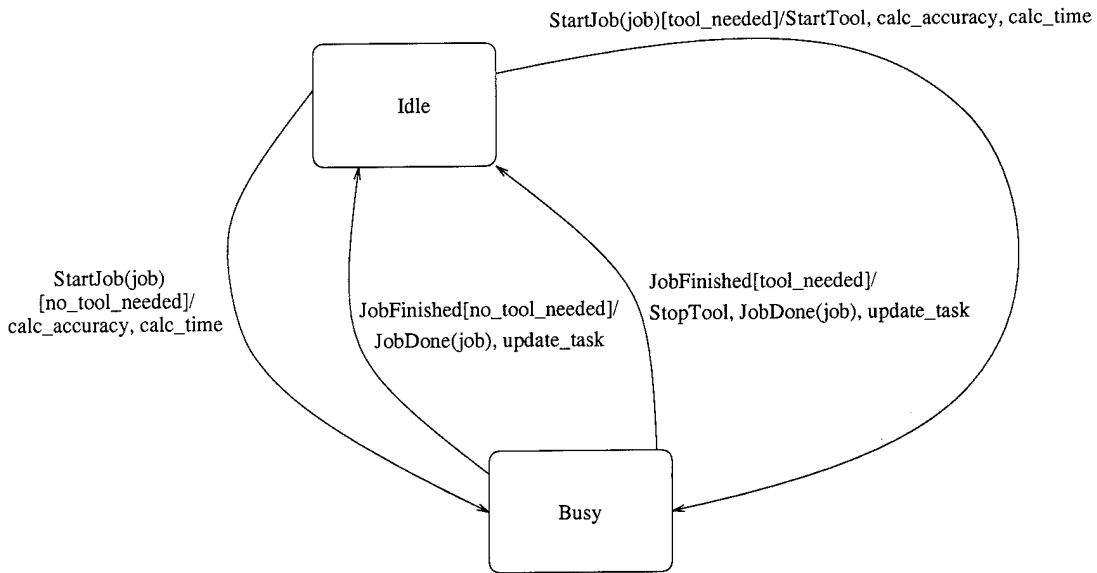 StartJob(job)[tool_needed]/StartTool, calc_accuracy, calc_time
Idle
StartJob(job)
[no_tool_needed]/
calc_accuracy, calc_time
JobFinished[no_tool_needed]/
JobDone(job), update_task
JobFinished[tool_needed]/
StopTool, JobDone(job), update_task
Busy